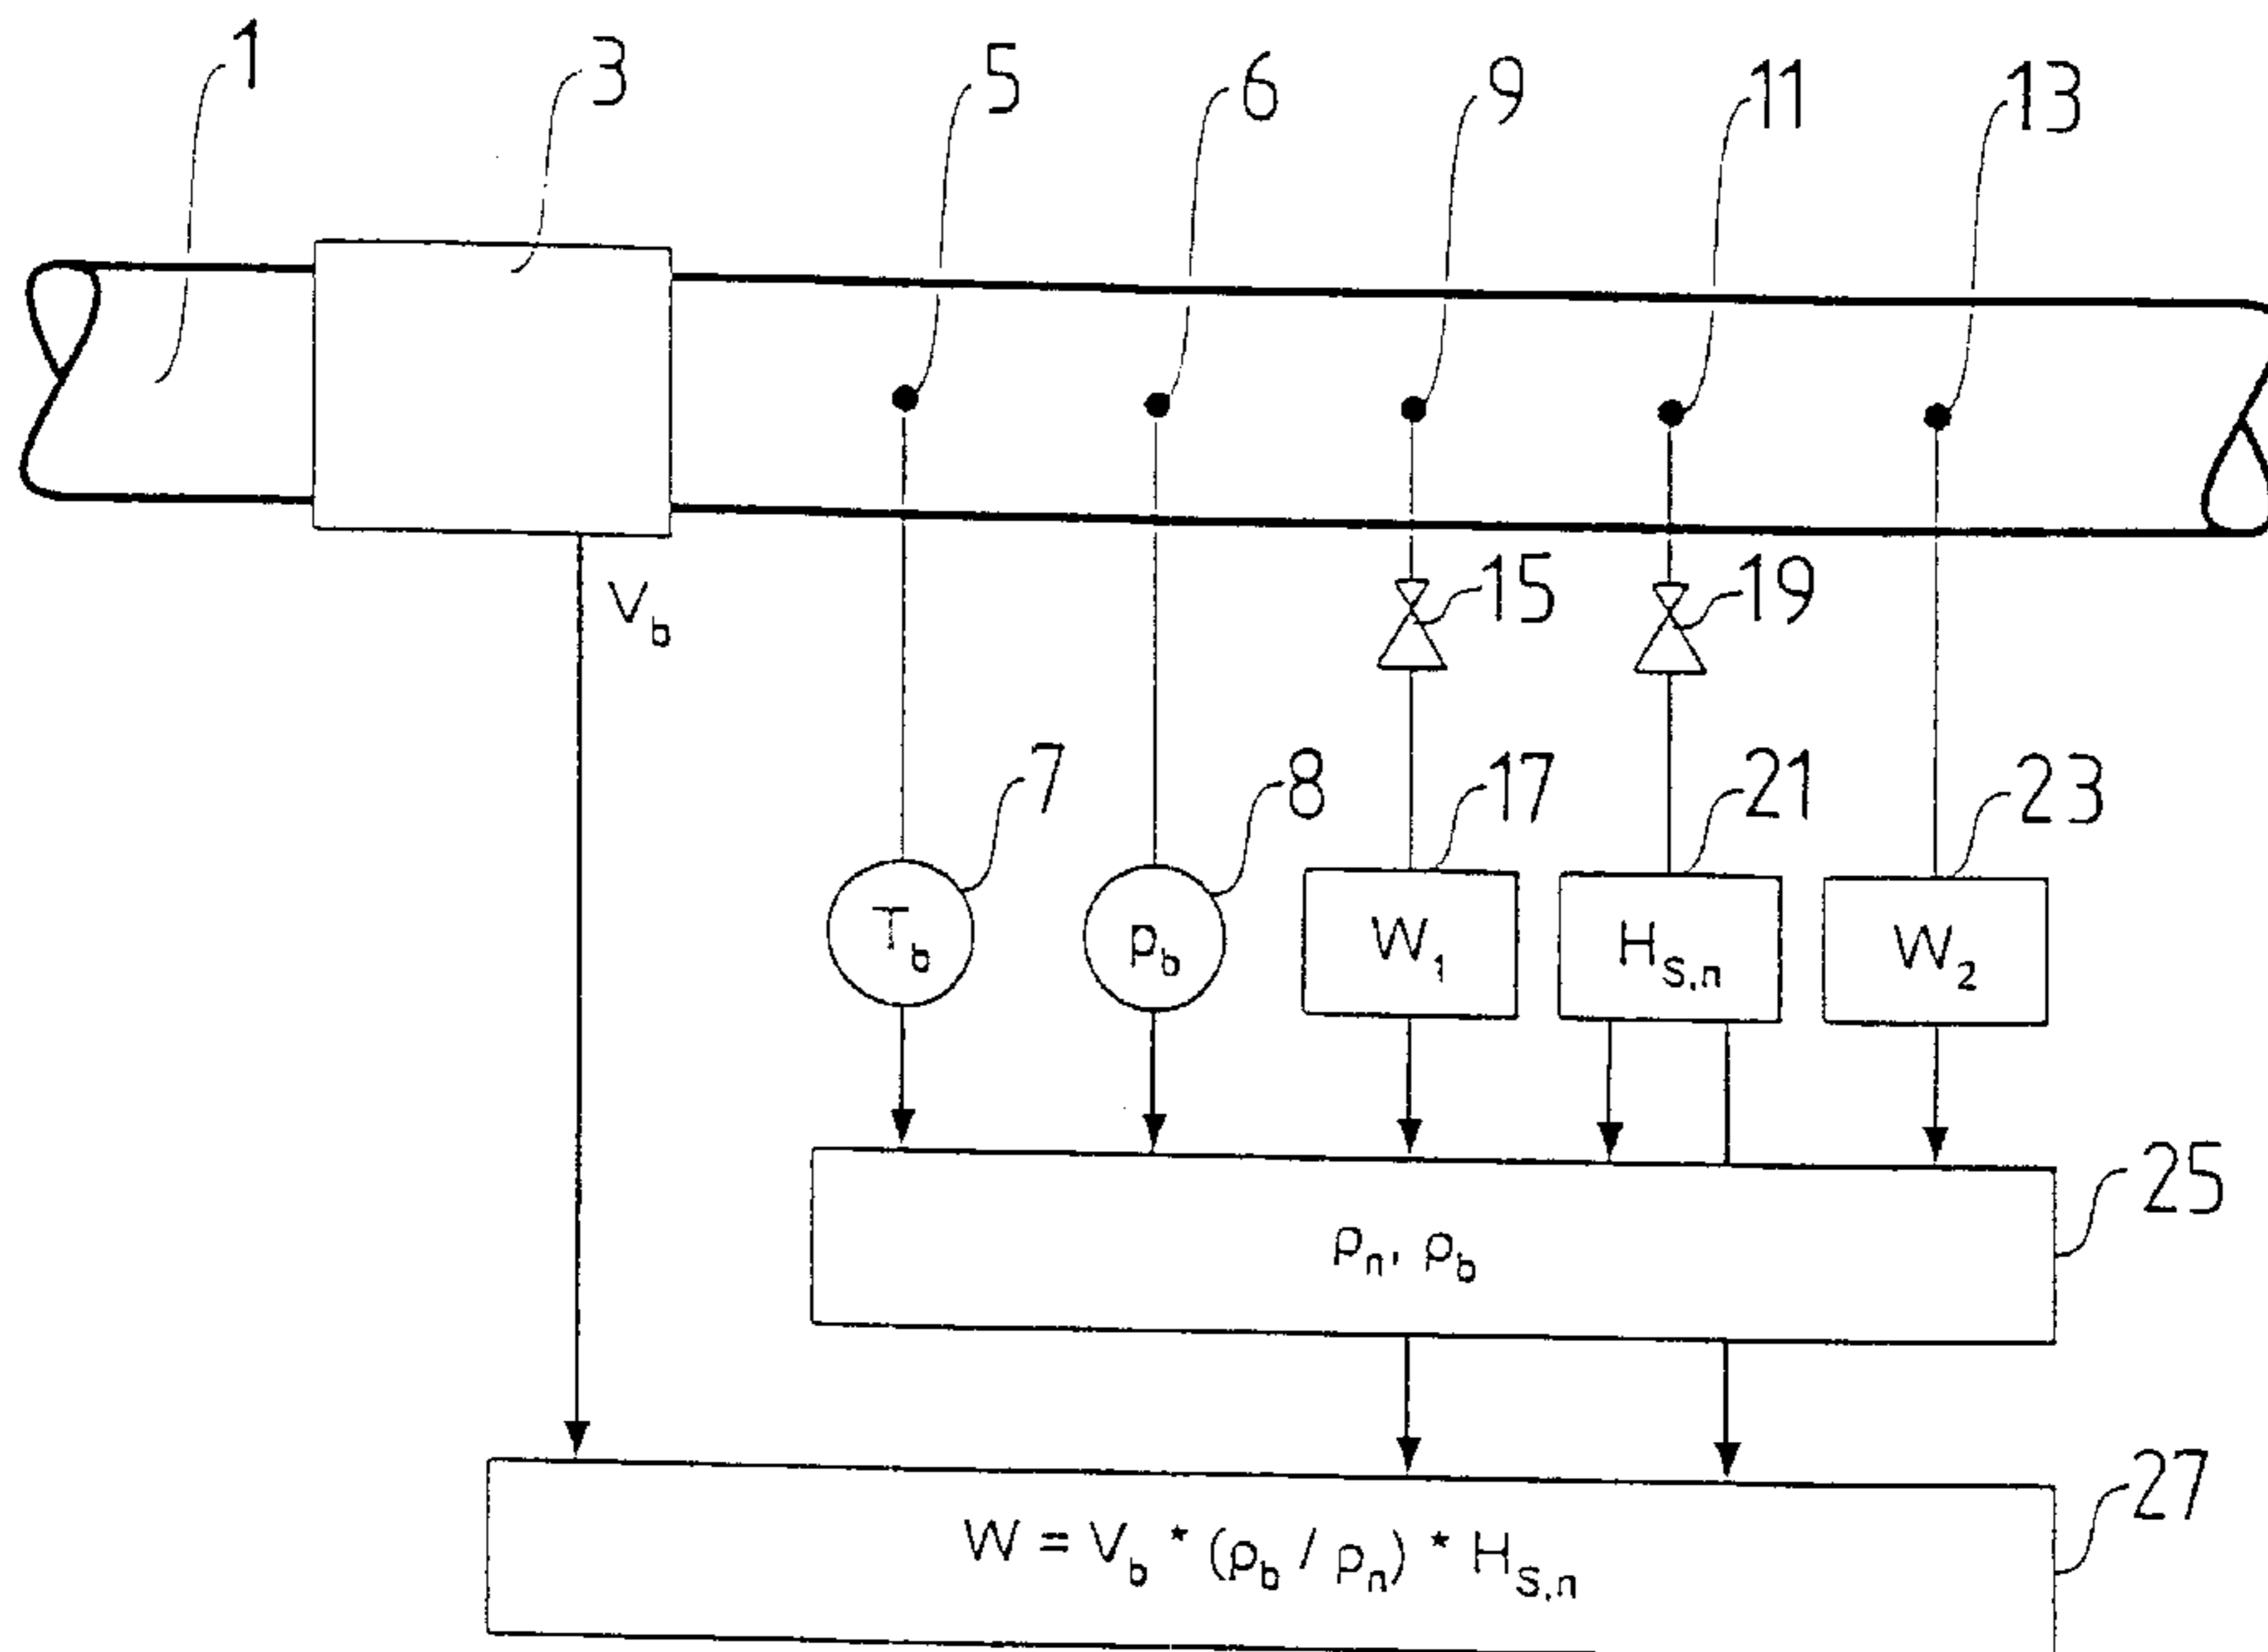 1
3
5
6
9
11
13
V_b
15
19
7
8
17
21
23
T_b
p_b
W_1
H_S,n
W_2
25
ρ_n, ρ_b
27
W = V_b * (ρ_b / ρ_n) * H_S,n